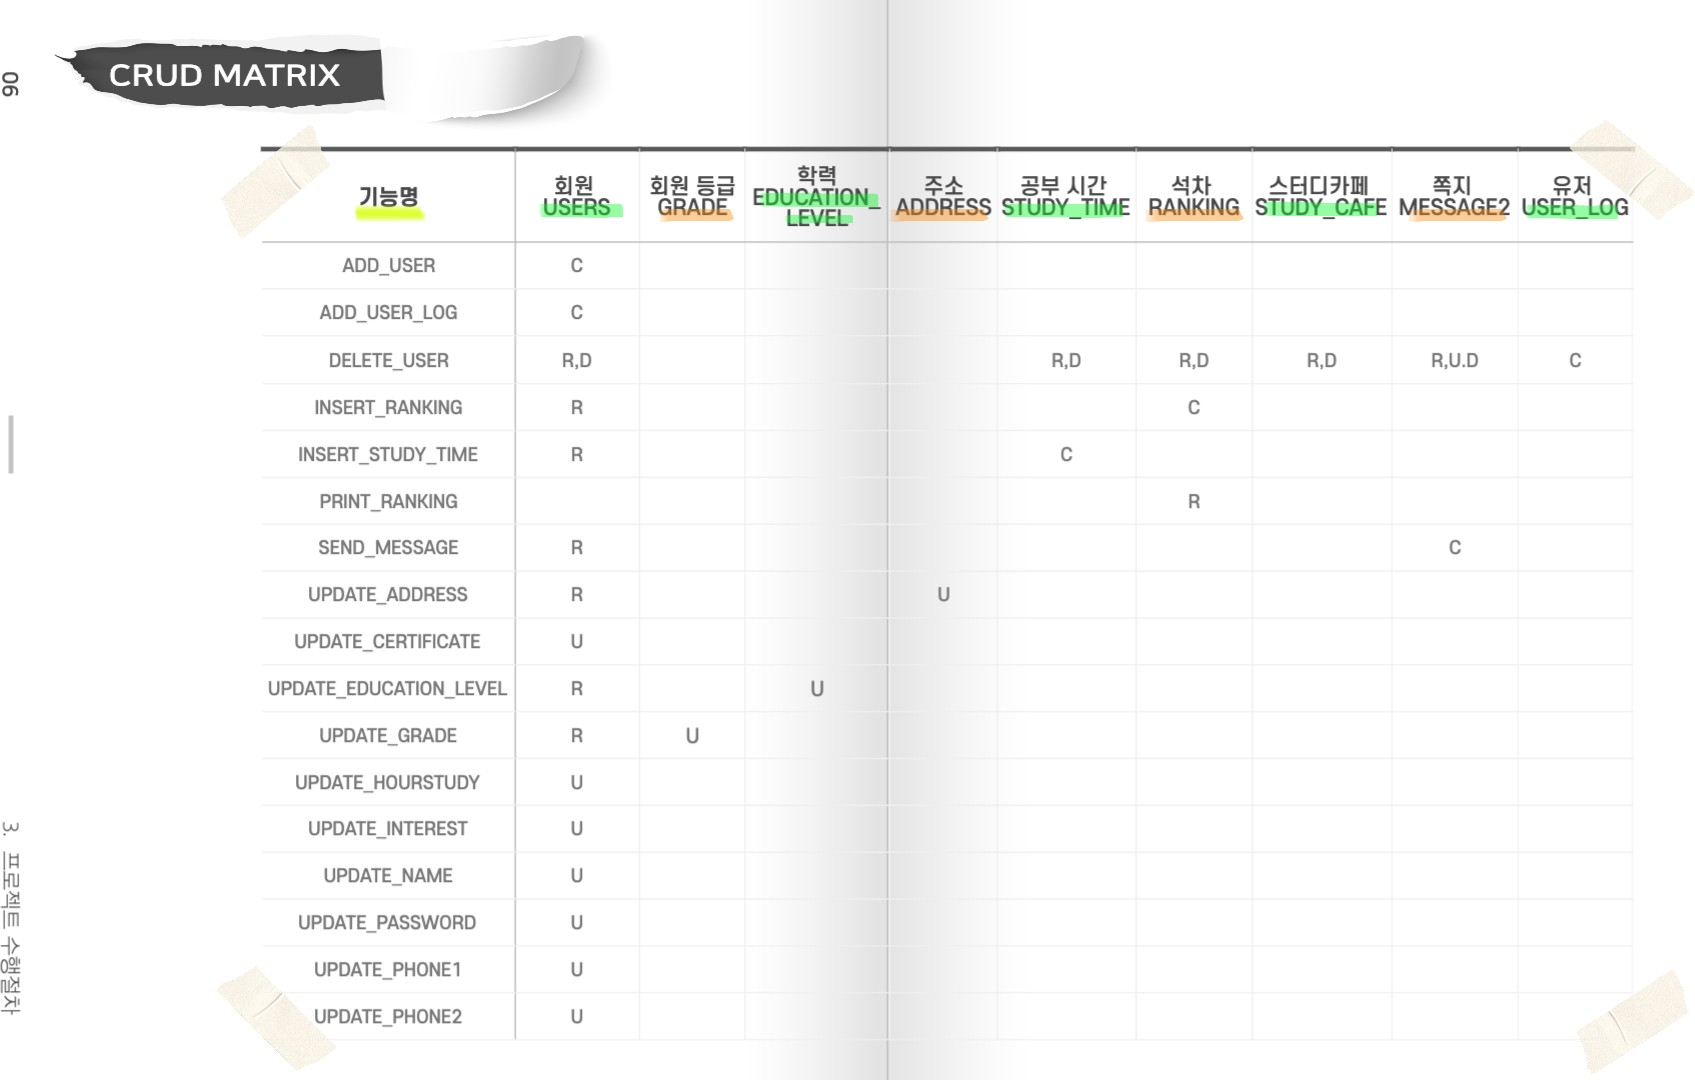 06
CRUD MATRIX
3. 프로젝트 수행절차
기능명
회원
USERS
회원 등급
GRADE
학력
EDUCATION_
LEVEL
주소
ADDRESS
공부 시간
STUDY_TIME
석차
RANKING
스터디카페
STUDY_CAFE
쪽지
MESSAGE2
유저
USER_LOG
ADD_USER C
ADD_USER_LOG C
DELETE_USER R,D R,D R,D R,D R,U.D C
INSERT_RANKING R C
INSERT_STUDY_TIME R C
PRINT_RANKING R
SEND_MESSAGE R C
UPDATE_ADDRESS R U
UPDATE_CERTIFICATE U
UPDATE_EDUCATION_LEVEL R U
UPDATE_GRADE R U
UPDATE_HOURSTUDY U
UPDATE_INTEREST U
UPDATE_NAME U
UPDATE_PASSWORD U
UPDATE_PHONE1 U
UPDATE_PHONE2 U